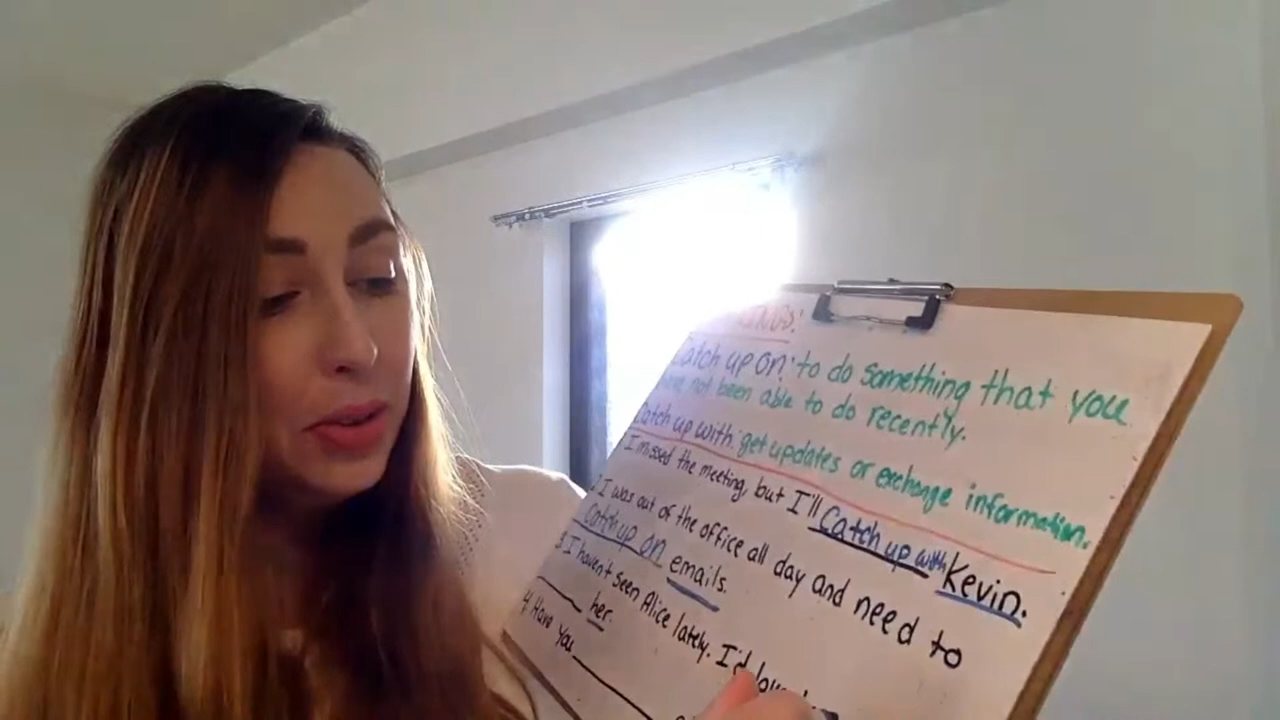 Catch up on: to do something that you
have not been able to do recently.
Catch up with: get updates or exchange information.
I missed the meeting, but I'll Catch up with Kevin.
2. I was out of the office all day and need to
Catch up on emails.
3. I haven't seen Alice lately. I'd
her.
4. Have you